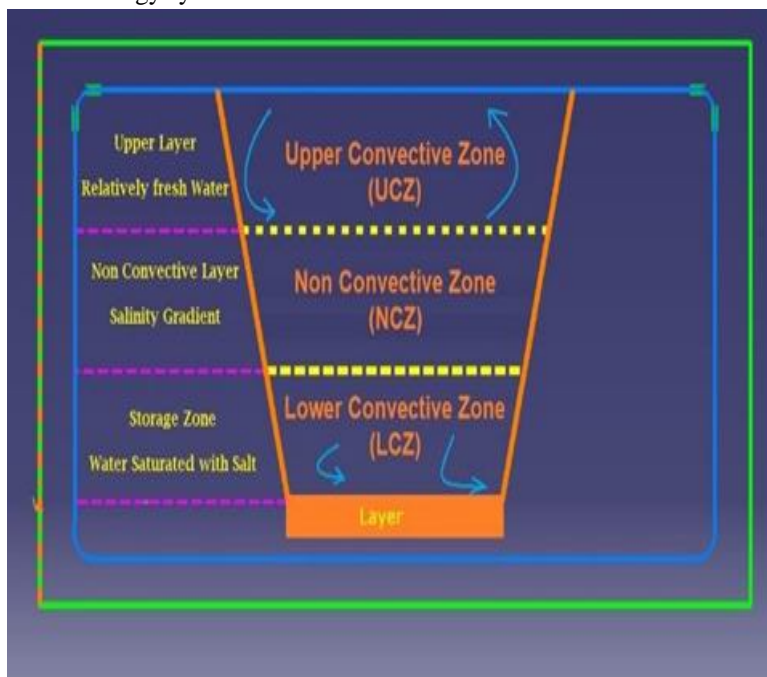 Upper Layer
Relatively fresh Water
Upper Convective Zone
(UCZ)
Non Convective Layer
Salinity Gradient
Non Convective Zone
(NCZ)
Storage Zone
Water Saturated with Salt
Lower Convective Zone
(LCZ)
Layer